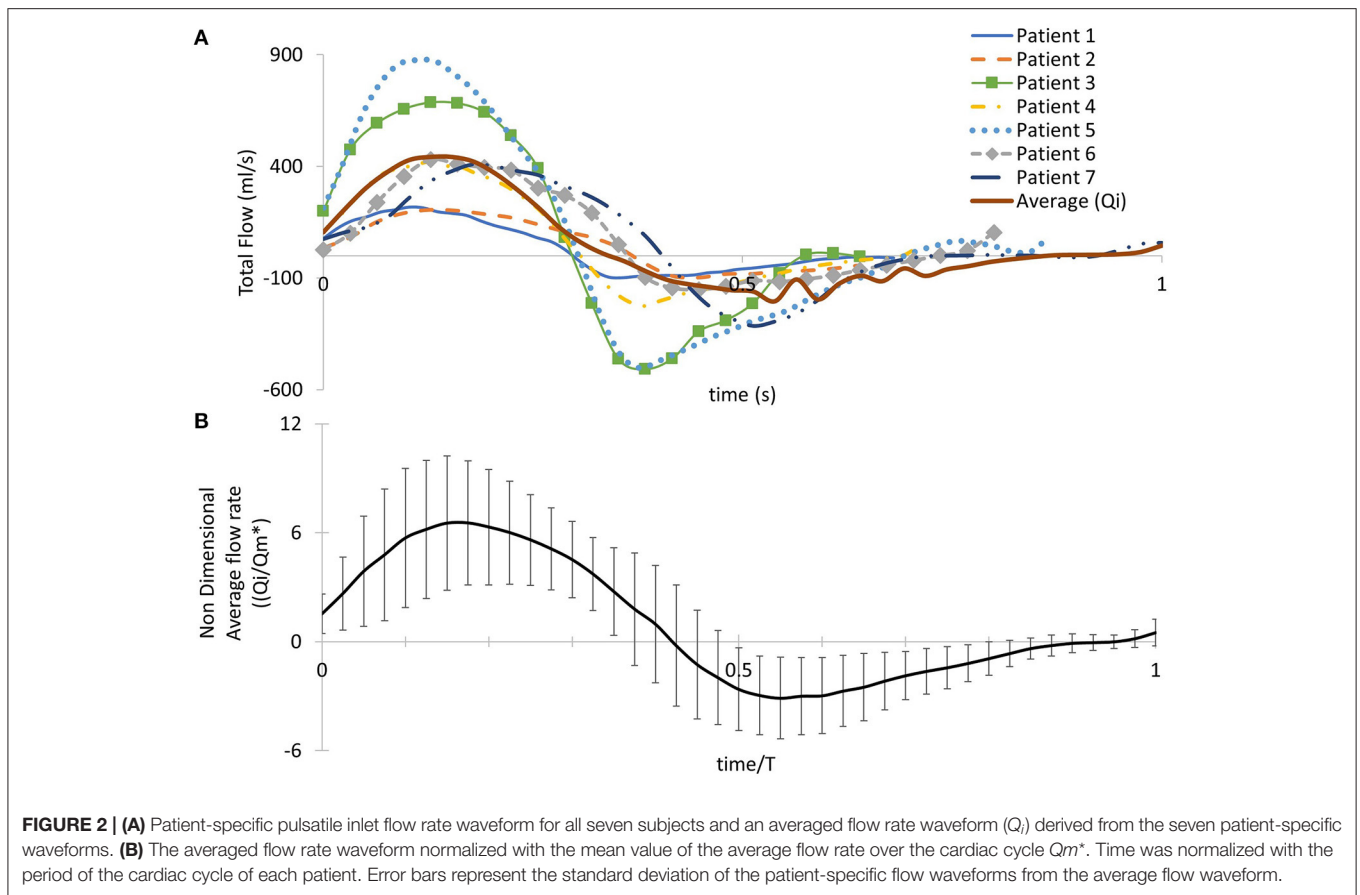 A
900
400
-100
-600
Total Flow (ml/s)
0
0.5
1
time (s)
Patient 1
Patient 2
Patient 3
Patient 4
Patient 5
Patient 6
Patient 7
Average (Qi)
B
12
6
0
-6
Non Dimensional
Average flow rate
((Qi/Qm*)
0
0.5
1
time/T
FIGURE 2 | (A) Patient-specific pulsatile inlet flow rate waveform for all seven subjects and an averaged flow rate waveform (Qi) derived from the seven patient-specific
waveforms. (B) The averaged flow rate waveform normalized with the mean value of the average flow rate over the cardiac cycle Qm*. Time was normalized with the
period of the cardiac cycle of each patient. Error bars represent the standard deviation of the patient-specific flow waveforms from the average flow waveform.